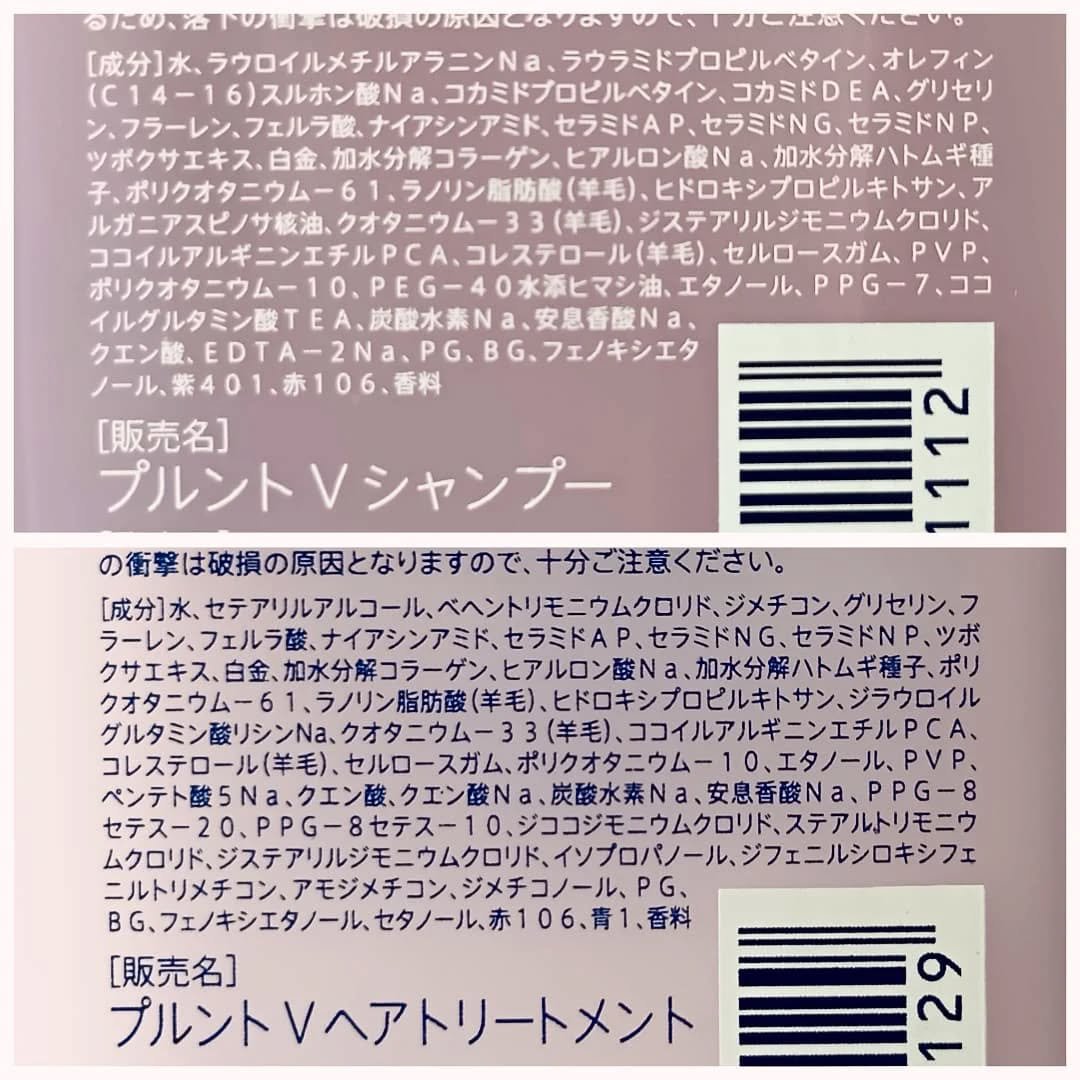 るため、落下の衝撃は破損の原因となりますので、十分ご注意ください。
[成分]水、ラウロイルメチルアラニンNa、ラウラミドプロピルベタイン、オレフィン
(C14-16)スルホン酸Na、コカミドプロピルベタイン、コカミドDEA、グリセリ
ン、フラーレン、フェルラ酸、ナイアシンアミド、セラミドAP、セラミドNG、セラミドNP、
ツボクサエキス、白金、加水分解コラーゲン、ヒアルロン酸Na、加水分解ハトムギ種
子、ポリクオタニウムー61、ラノリン脂肪酸(羊毛)、ヒドロキシプロピルキトサン、ア
ルガニアスピノサ核油、クオタニウムー33(羊毛)、ジステアリルジモニウムクロリド、
ココイルアルギニンエチルPCA、コレステロール(羊毛)、セルロースガム、PVP、
ポリクオタニウムー10、PEG-40水添ヒマシ油、エタノール、PPG-7、ココ
イルグルタミン酸TEA、炭酸水素Na、安息香酸Na、
クエン酸、EDTA-2Na、PG、BG、フェノキシエタ
ノール、紫401、赤106、香料
[販売名]
プルントVシャンプー
1112
の衝撃は破損の原因となりますので、十分ご注意ください。
[成分]水、セテアリルアルコール、ベヘントリモニウムクロリド、ジメチコン、グリセリン、フ
ラーレン、フェルラ酸、ナイアシンアミド、セラミドAP、セラミドNG、セラミドNP、ツボ
クサエキス、白金、加水分解コラーゲン、ヒアルロン酸Na、加水分解ハトムギ種子、ポリ
クオタニウムー61、ラノリン脂肪酸(羊毛)、ヒドロキシプロピルキトサン、ジラウロイル
グルタミン酸リシンNa、クオタニウムー33(羊毛)、ココイルアルギニンエチルPCA、
コレステロール(羊毛)、セルロースガム、ポリクオタニウムー10、エタノール、PVP、
ペンテト酸5Na、クエン酸、クエン酸Na、炭酸水素Na、安息香酸Na、PPG-8
セテスー20、PPG-8セテスー10、ジココジモニウムクロリド、ステアルトリモニウ
ムクロリド、ジステアリルジモニウムクロリド、イソプロパノール、ジフェニルシロキシフェ
ニルトリメチコン、アモジメチコン、ジメチコノール、PG、
BG、フェノキシエタノール、セタノール、赤106、青1、香料
[販売名]
プルントVヘアトリートメント
129